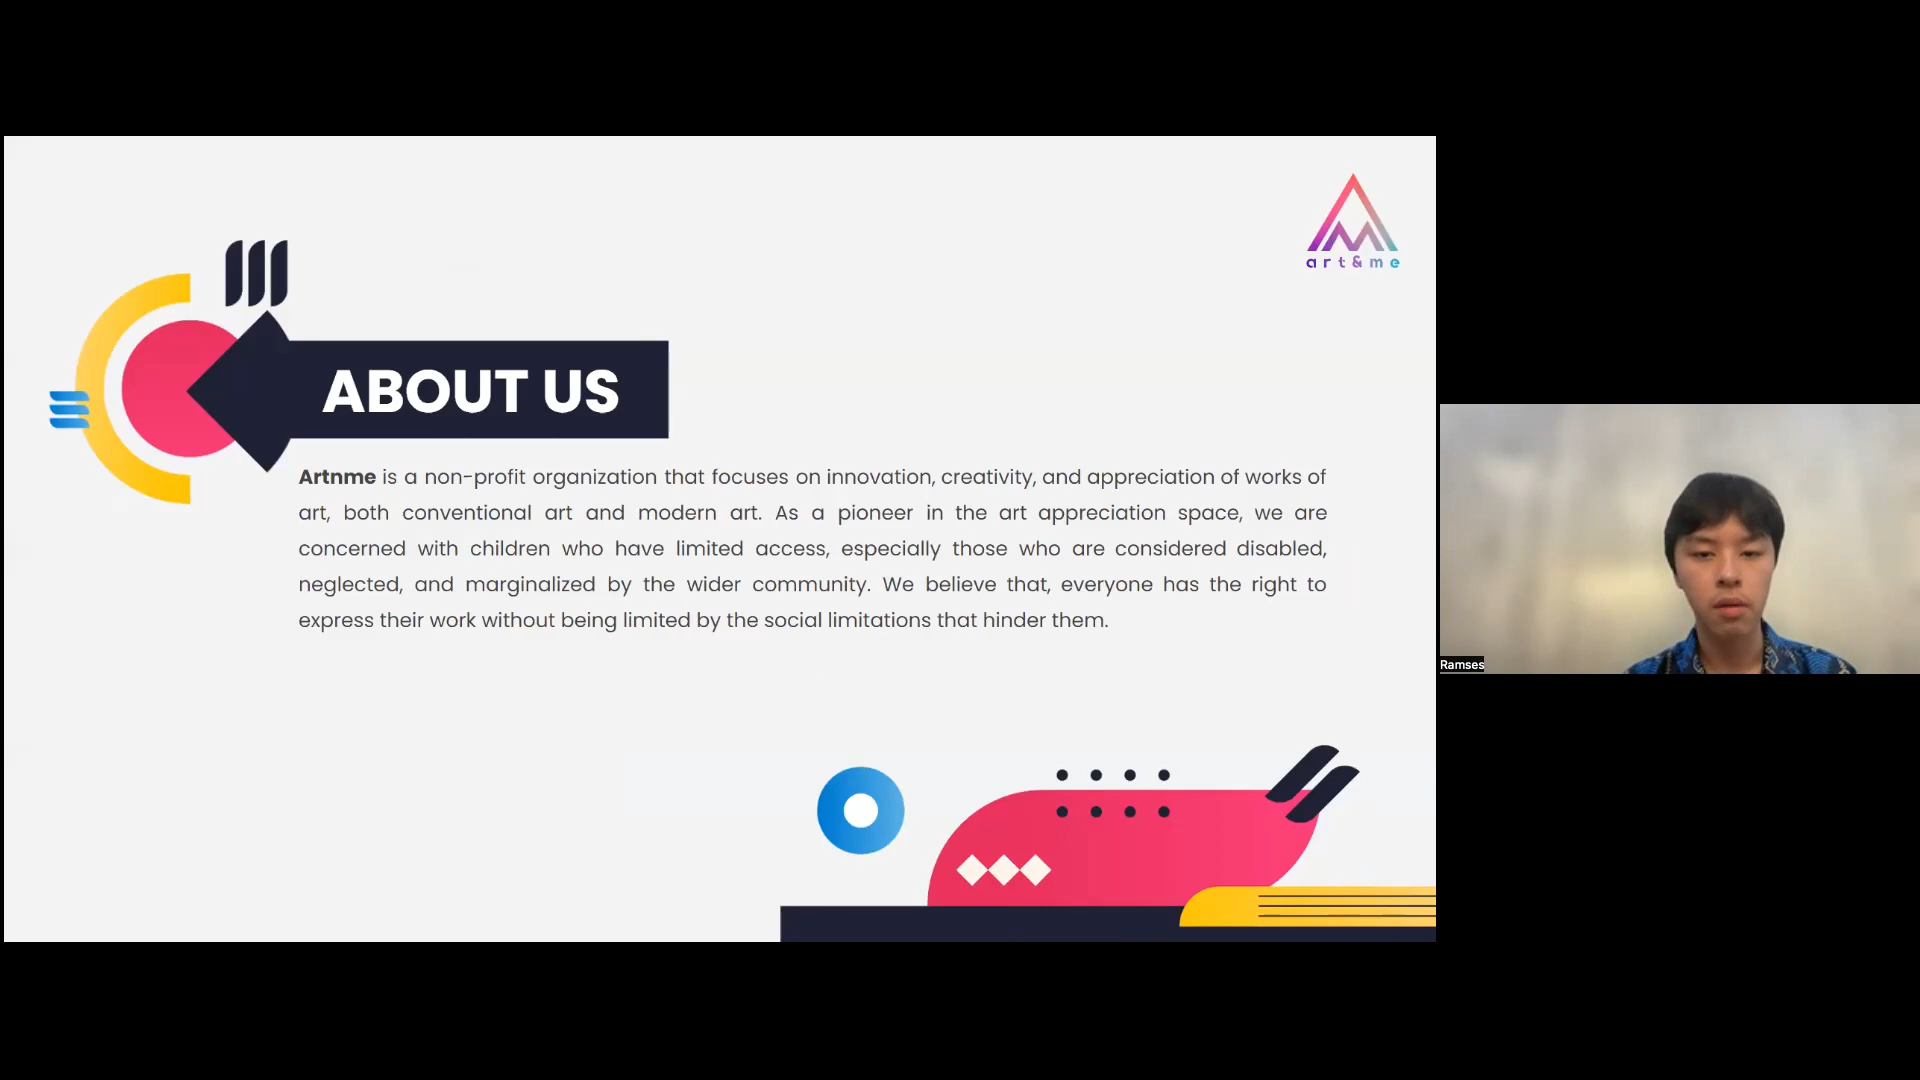 art&me
ABOUT US
Artnme is a non-profit organization that focuses on innovation, creativity, and appreciation of works of
art, both conventional art and modern art. As a pioneer in the art appreciation space, we are
concerned with children who have limited access, especially those who are considered disabled,
neglected, and marginalized by the wider community. We believe that, everyone has the right to
express their work without being limited by the social limitations that hinder them.
Ramses